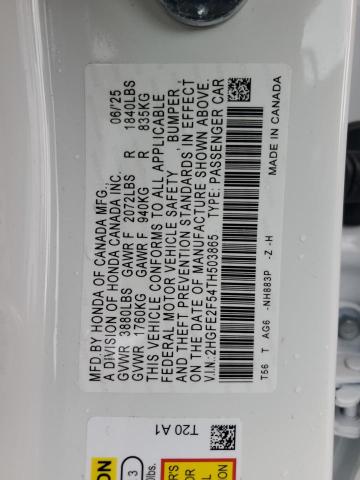 MFD.BY HONDA OF CANADA MFG., 06/'25
A DIVISION OF HONDA CANADA INC.
GVWR 3880LBS GAWR F 2072LBS R 1840LBS
GVWR 1760KG GAWR F 940KG R 835KG
THIS VEHICLE CONFORMS TO ALL APPLICABLE
FEDERAL MOTOR VEHICLE SAFETY, BUMPER,
AND THEFT PREVENTION STANDARDS IN EFFECT
ON THE DATE OF MANUFACTURE SHOWN ABOVE.
V.I.N:2HGFE2F54TH503865 TYPE: PASSENGER CAR
T56 T AG6 -NH883P -Z -H MADE IN CANADA
T20 A1
ON
3
lbs.
R'S